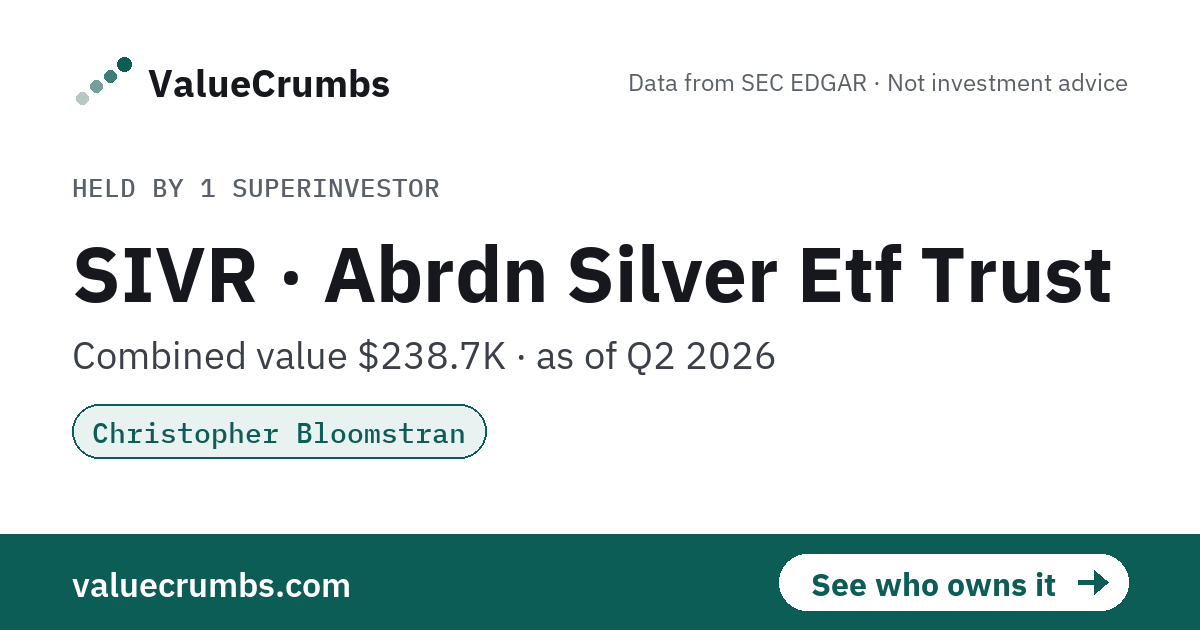 ValueCrumbs
Data from SEC EDGAR · Not investment advice
HELD BY 1 SUPERINVESTOR
SIVR · Abrdn Silver Etf Trust
Combined value $238.7K · as of Q2 2026
Christopher Bloomstran
valuecrumbs.com
See who owns it →